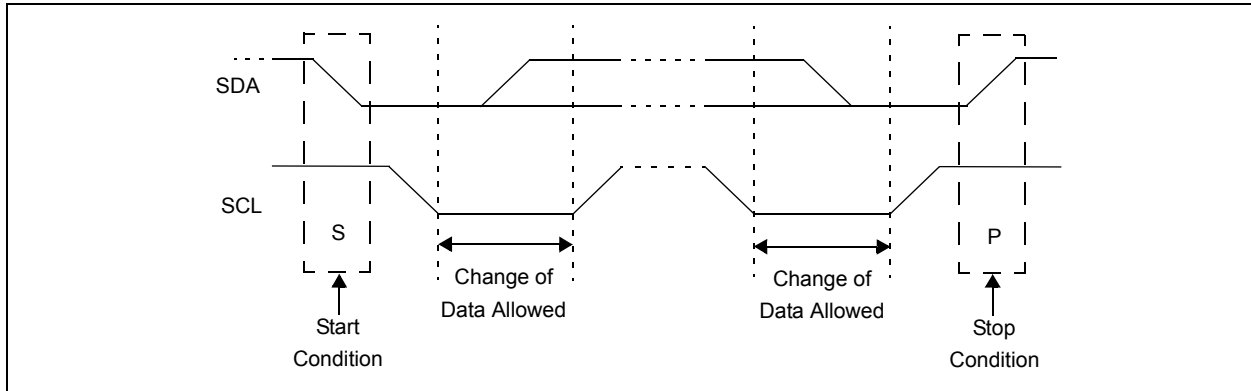 SDA
SCL
S
P
Change of
Data Allowed
Change of
Data Allowed
Start
Condition
Stop
Condition